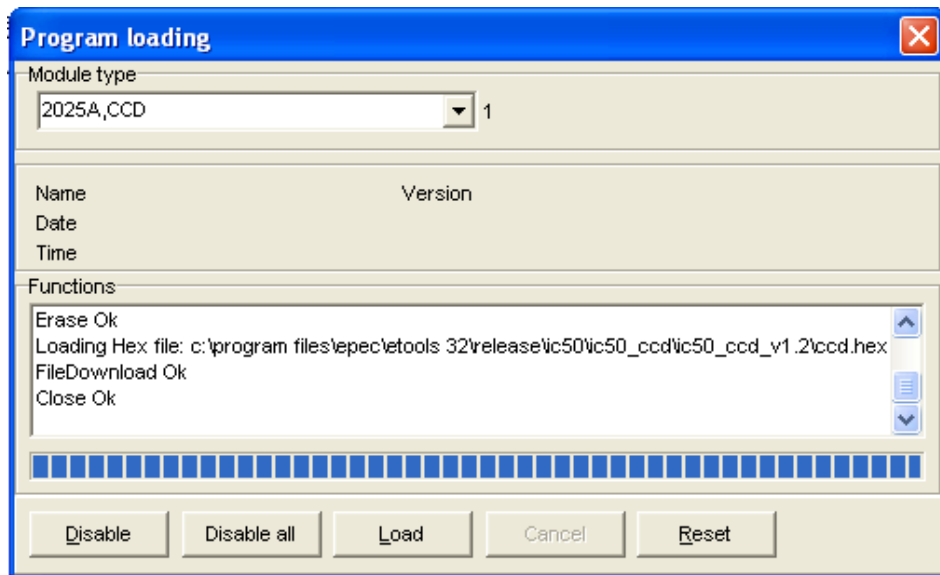 Program loading
Module type
2025A,CCD 1
Name Version
Date
Time
Functions
Erase Ok
Loading Hex file: c:\program files\epec\etools 32\release\ic50\ic50_ccd\ic50_ccd_v1.2\ccd.hex
FileDownload Ok
Close Ok
Disable Disable all Load Cancel Reset